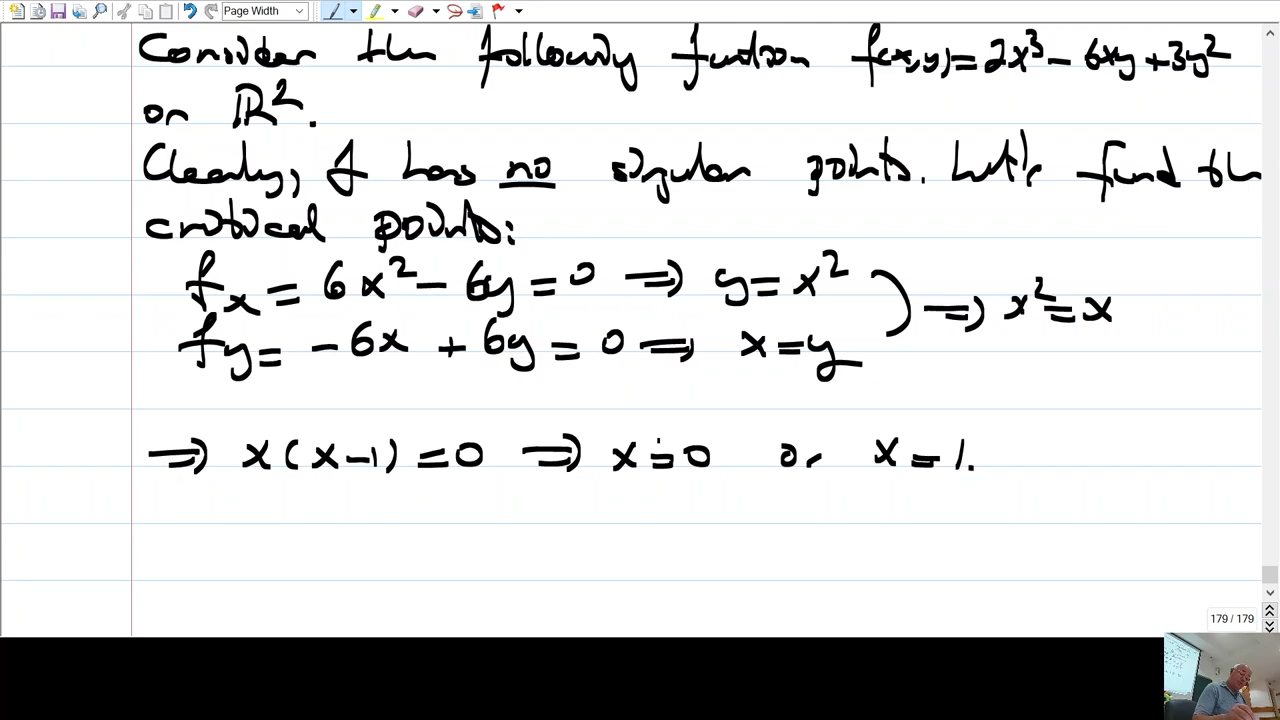 Page Width
Consider the following function f(x,y)=2x³-6xy+3y²
on ℝ².
Clearly, f has no singular points. Let's find the
critical points:
fₓ = 6x² - 6y = 0 ⟹ y = x²
⟹ x² = x
f_y = -6x + 6y = 0 ⟹ x = y
⟹ x(x-1) = 0 ⟹ x = 0 or x = 1.
179 / 179